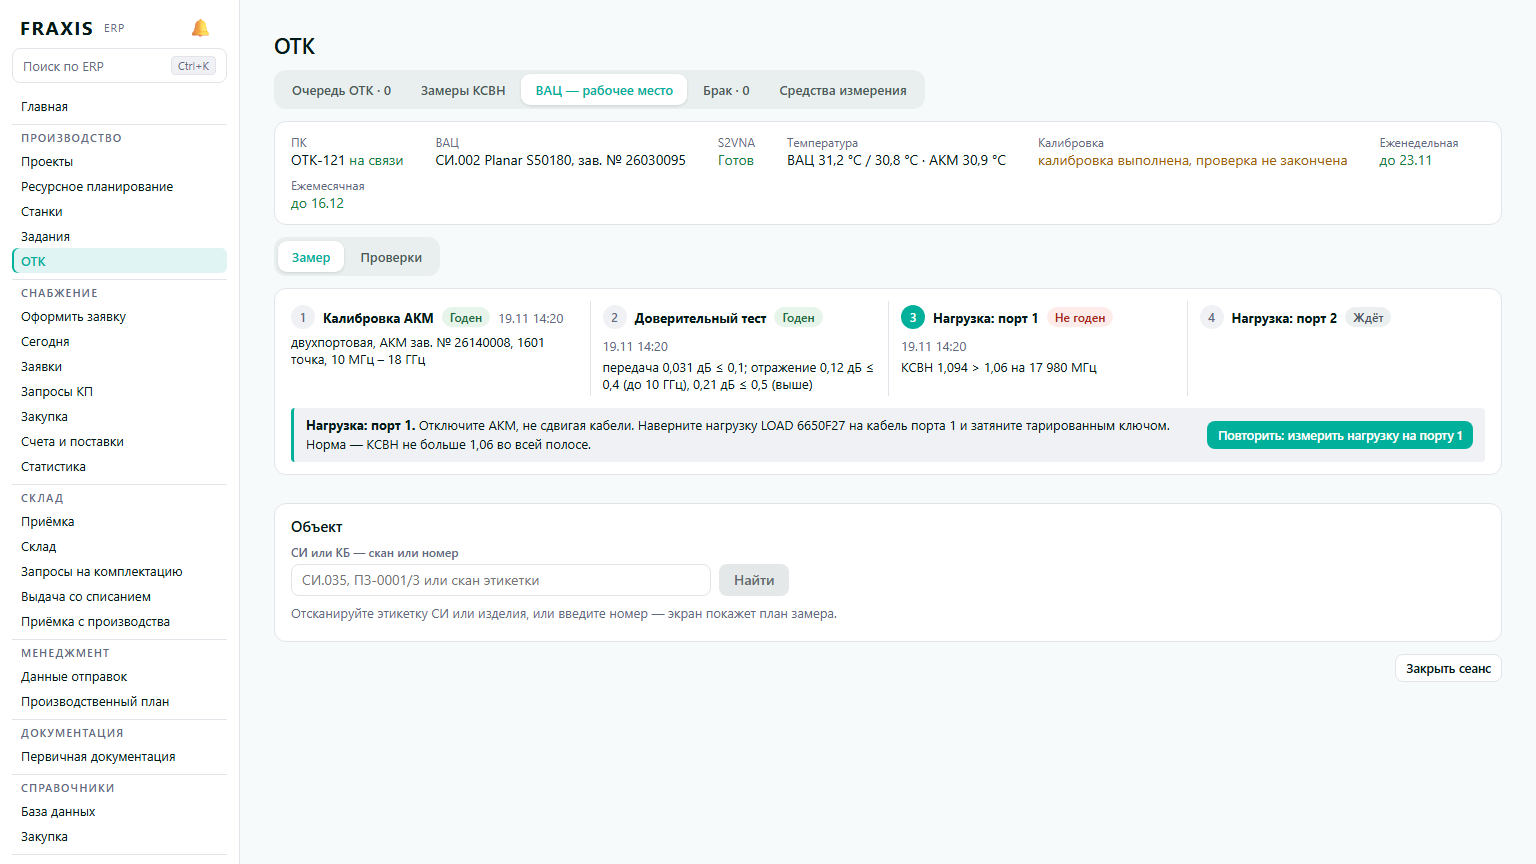 FRAXIS ERP
Поиск по ERP Ctrl+K
Главная
ПРОИЗВОДСТВО
Проекты
Ресурсное планирование
Станки
Задания
ОТК
СНАБЖЕНИЕ
Оформить заявку
Сегодня
Заявки
Запросы КП
Закупка
Счета и поставки
Статистика
СКЛАД
Приёмка
Склад
Запросы на комплектацию
Выдача со списанием
Приёмка с производства
МЕНЕДЖМЕНТ
Данные отправок
Производственный план
ДОКУМЕНТАЦИЯ
Первичная документация
СПРАВОЧНИКИ
База данных
Закупка
ОТК
Очередь ОТК · 0 Замеры КСВН ВАЦ — рабочее место Брак · 0 Средства измерения
ПК ВАЦ S2VNA Температура Калибровка Еженедельная
ОТК-121 на связи СИ.002 Planar S50180, зав. № 26030095 Готов ВАЦ 31,2 °C / 30,8 °C · АКМ 30,9 °C калибровка выполнена, проверка не закончена до 23.11
Ежемесячная
до 16.12
Замер Проверки
1 Калибровка АКМ Годен 19.11 14:20
двухпортовая, АКМ зав. № 26140008, 1601
точка, 10 МГц – 18 ГГц
2 Доверительный тест Годен
19.11 14:20
передача 0,031 дБ ≤ 0,1; отражение 0,12 дБ ≤
0,4 (до 10 ГГц), 0,21 дБ ≤ 0,5 (выше)
3 Нагрузка: порт 1 Не годен
19.11 14:20
КСВН 1,094 > 1,06 на 17 980 МГц
4 Нагрузка: порт 2 Ждёт
Нагрузка: порт 1. Отключите АКМ, не сдвигая кабели. Наверните нагрузку LOAD 6650F27 на кабель порта 1 и затяните тарированным ключом.
Норма — КСВН не больше 1,06 во всей полосе.
Повторить: измерить нагрузку на порту 1
Объект
СИ или КБ — скан или номер
СИ.035, ПЗ-0001/3 или скан этикетки Найти
Отсканируйте этикетку СИ или изделия, или введите номер — экран покажет план замера.
Закрыть сеанс